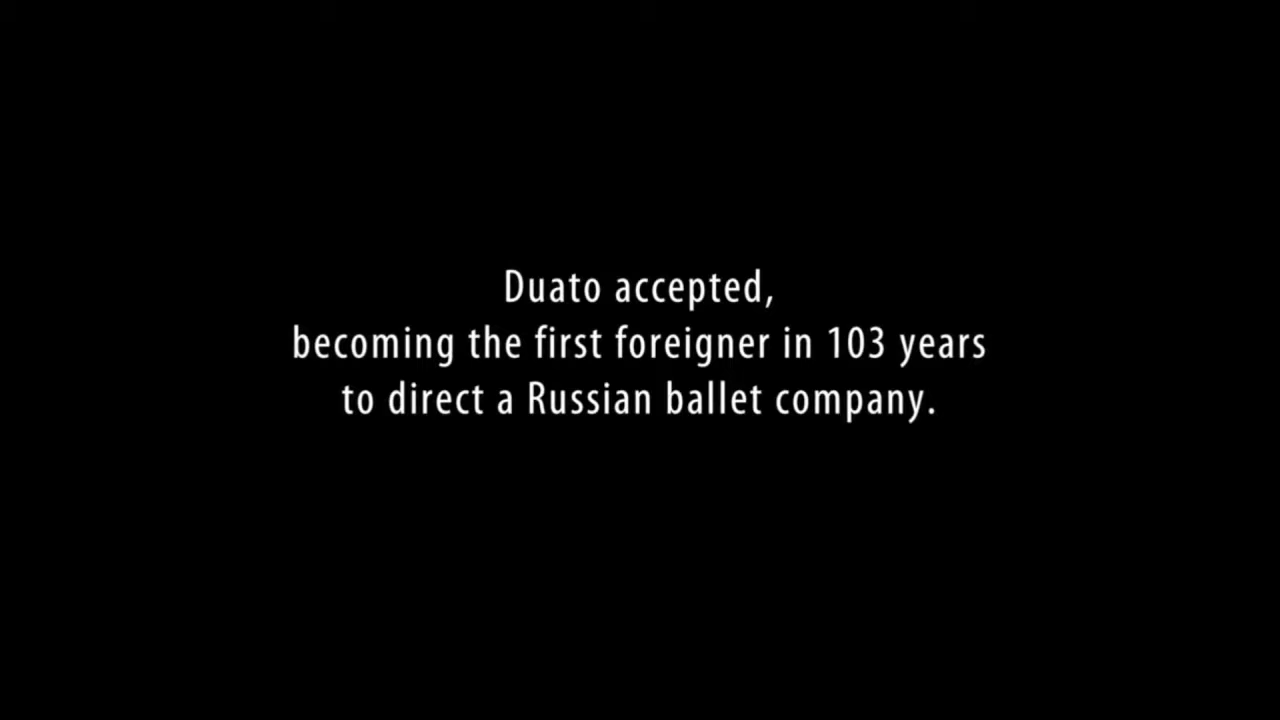 Duato accepted,
becoming the first foreigner in 103 years
to direct a Russian ballet company.